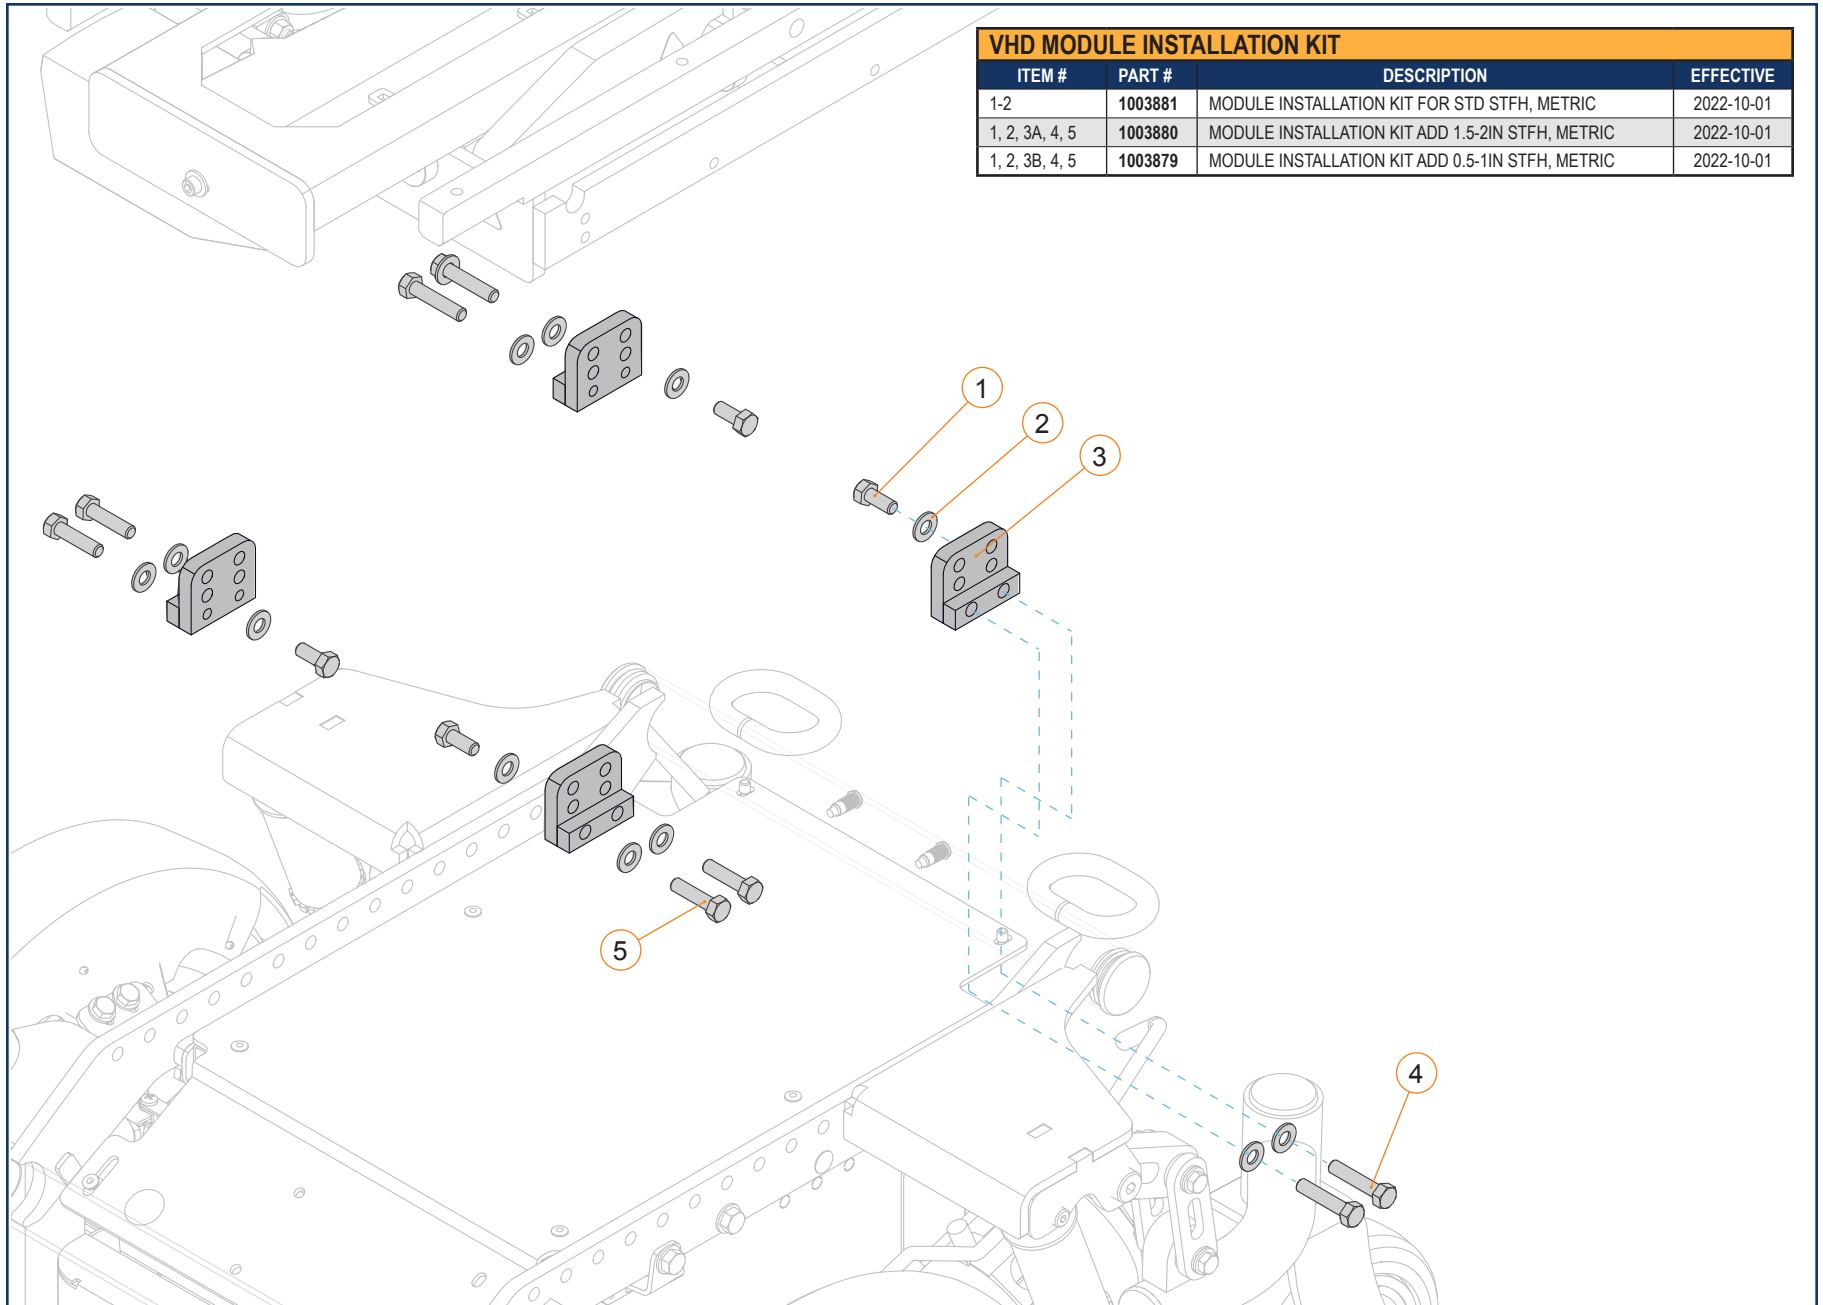 VHD MODULE INSTALLATION KIT
ITEM # PART # DESCRIPTION EFFECTIVE
1-2 1003881 MODULE INSTALLATION KIT FOR STD STFH, METRIC 2022-10-01
1, 2, 3A, 4, 5 1003880 MODULE INSTALLATION KIT ADD 1.5-2IN STFH, METRIC 2022-10-01
1, 2, 3B, 4, 5 1003879 MODULE INSTALLATION KIT ADD 0.5-1IN STFH, METRIC 2022-10-01
1
2
3
5
4